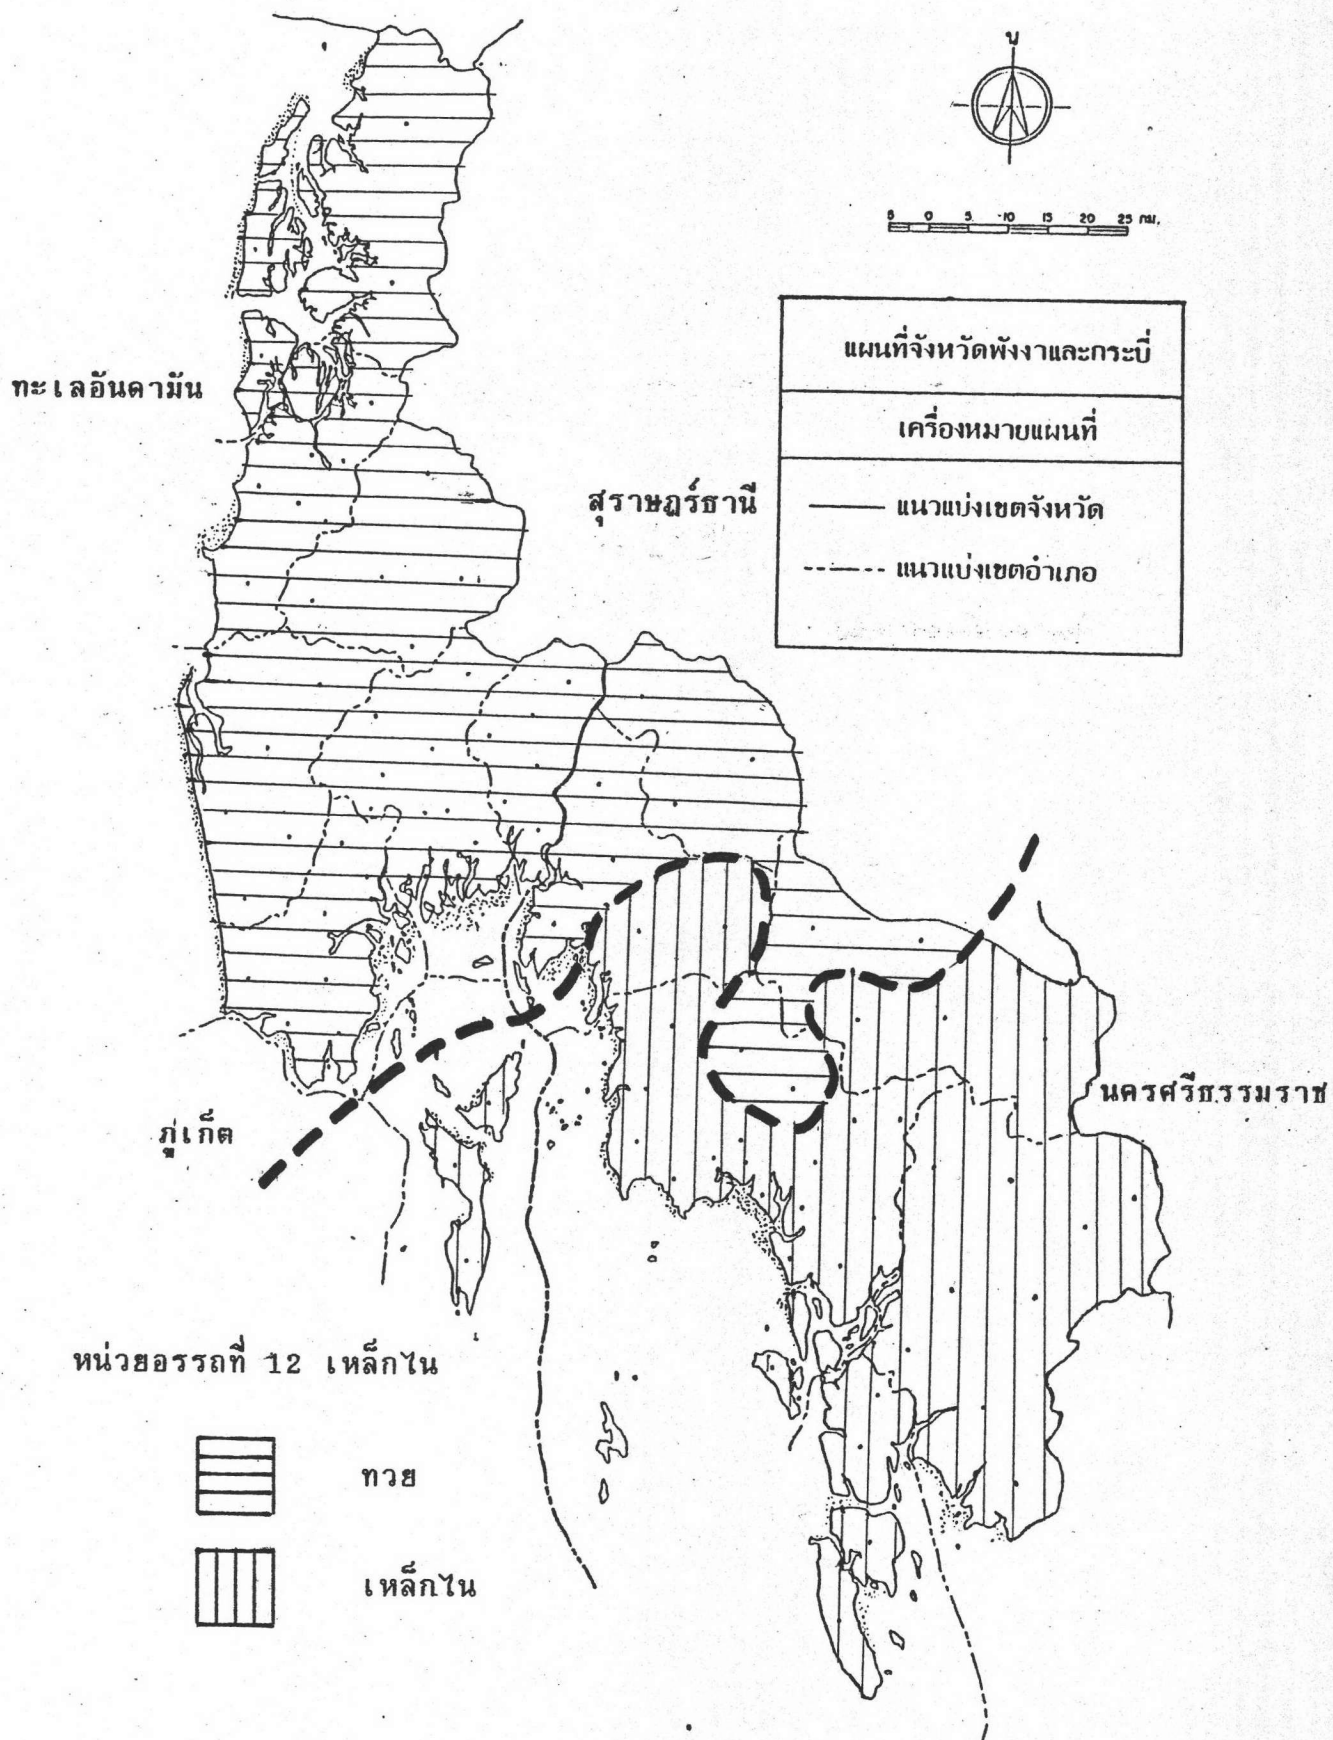 น
5 0 5 10 15 20 25 กม.
แผนที่จังหวัดพังงาและกระบี่
เครื่องหมายแผนที่
แนวแบ่งเขตจังหวัด
แนวแบ่งเขตอำเภอ
ทะเลอันดามัน
สุราษฎร์ธานี
นครศรีธรรมราช
ภูเก็ต
หน่วยอรรถที่ 12 เหล็กไน
ทวย
เหล็กไน